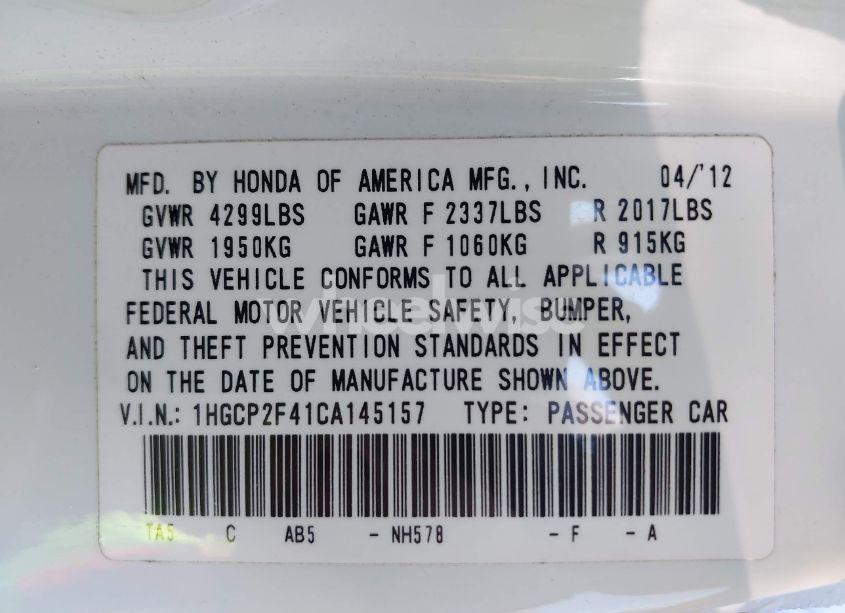 MFD. BY HONDA OF AMERICA MFG., INC. 04/'12
GVWR 4299LBS GAWR F 2337LBS R 2017LBS
GVWR 1950KG GAWR F 1060KG R 915KG
THIS VEHICLE CONFORMS TO ALL APPLICABLE
FEDERAL MOTOR VEHICLE SAFETY, BUMPER,
wheelwise
AND THEFT PREVENTION STANDARDS IN EFFECT
ON THE DATE OF MANUFACTURE SHOWN ABOVE.
V.I.N.: 1HGCP2F41CA145157 TYPE: PASSENGER CAR
TA5 C AB5 - NH578 - F - A